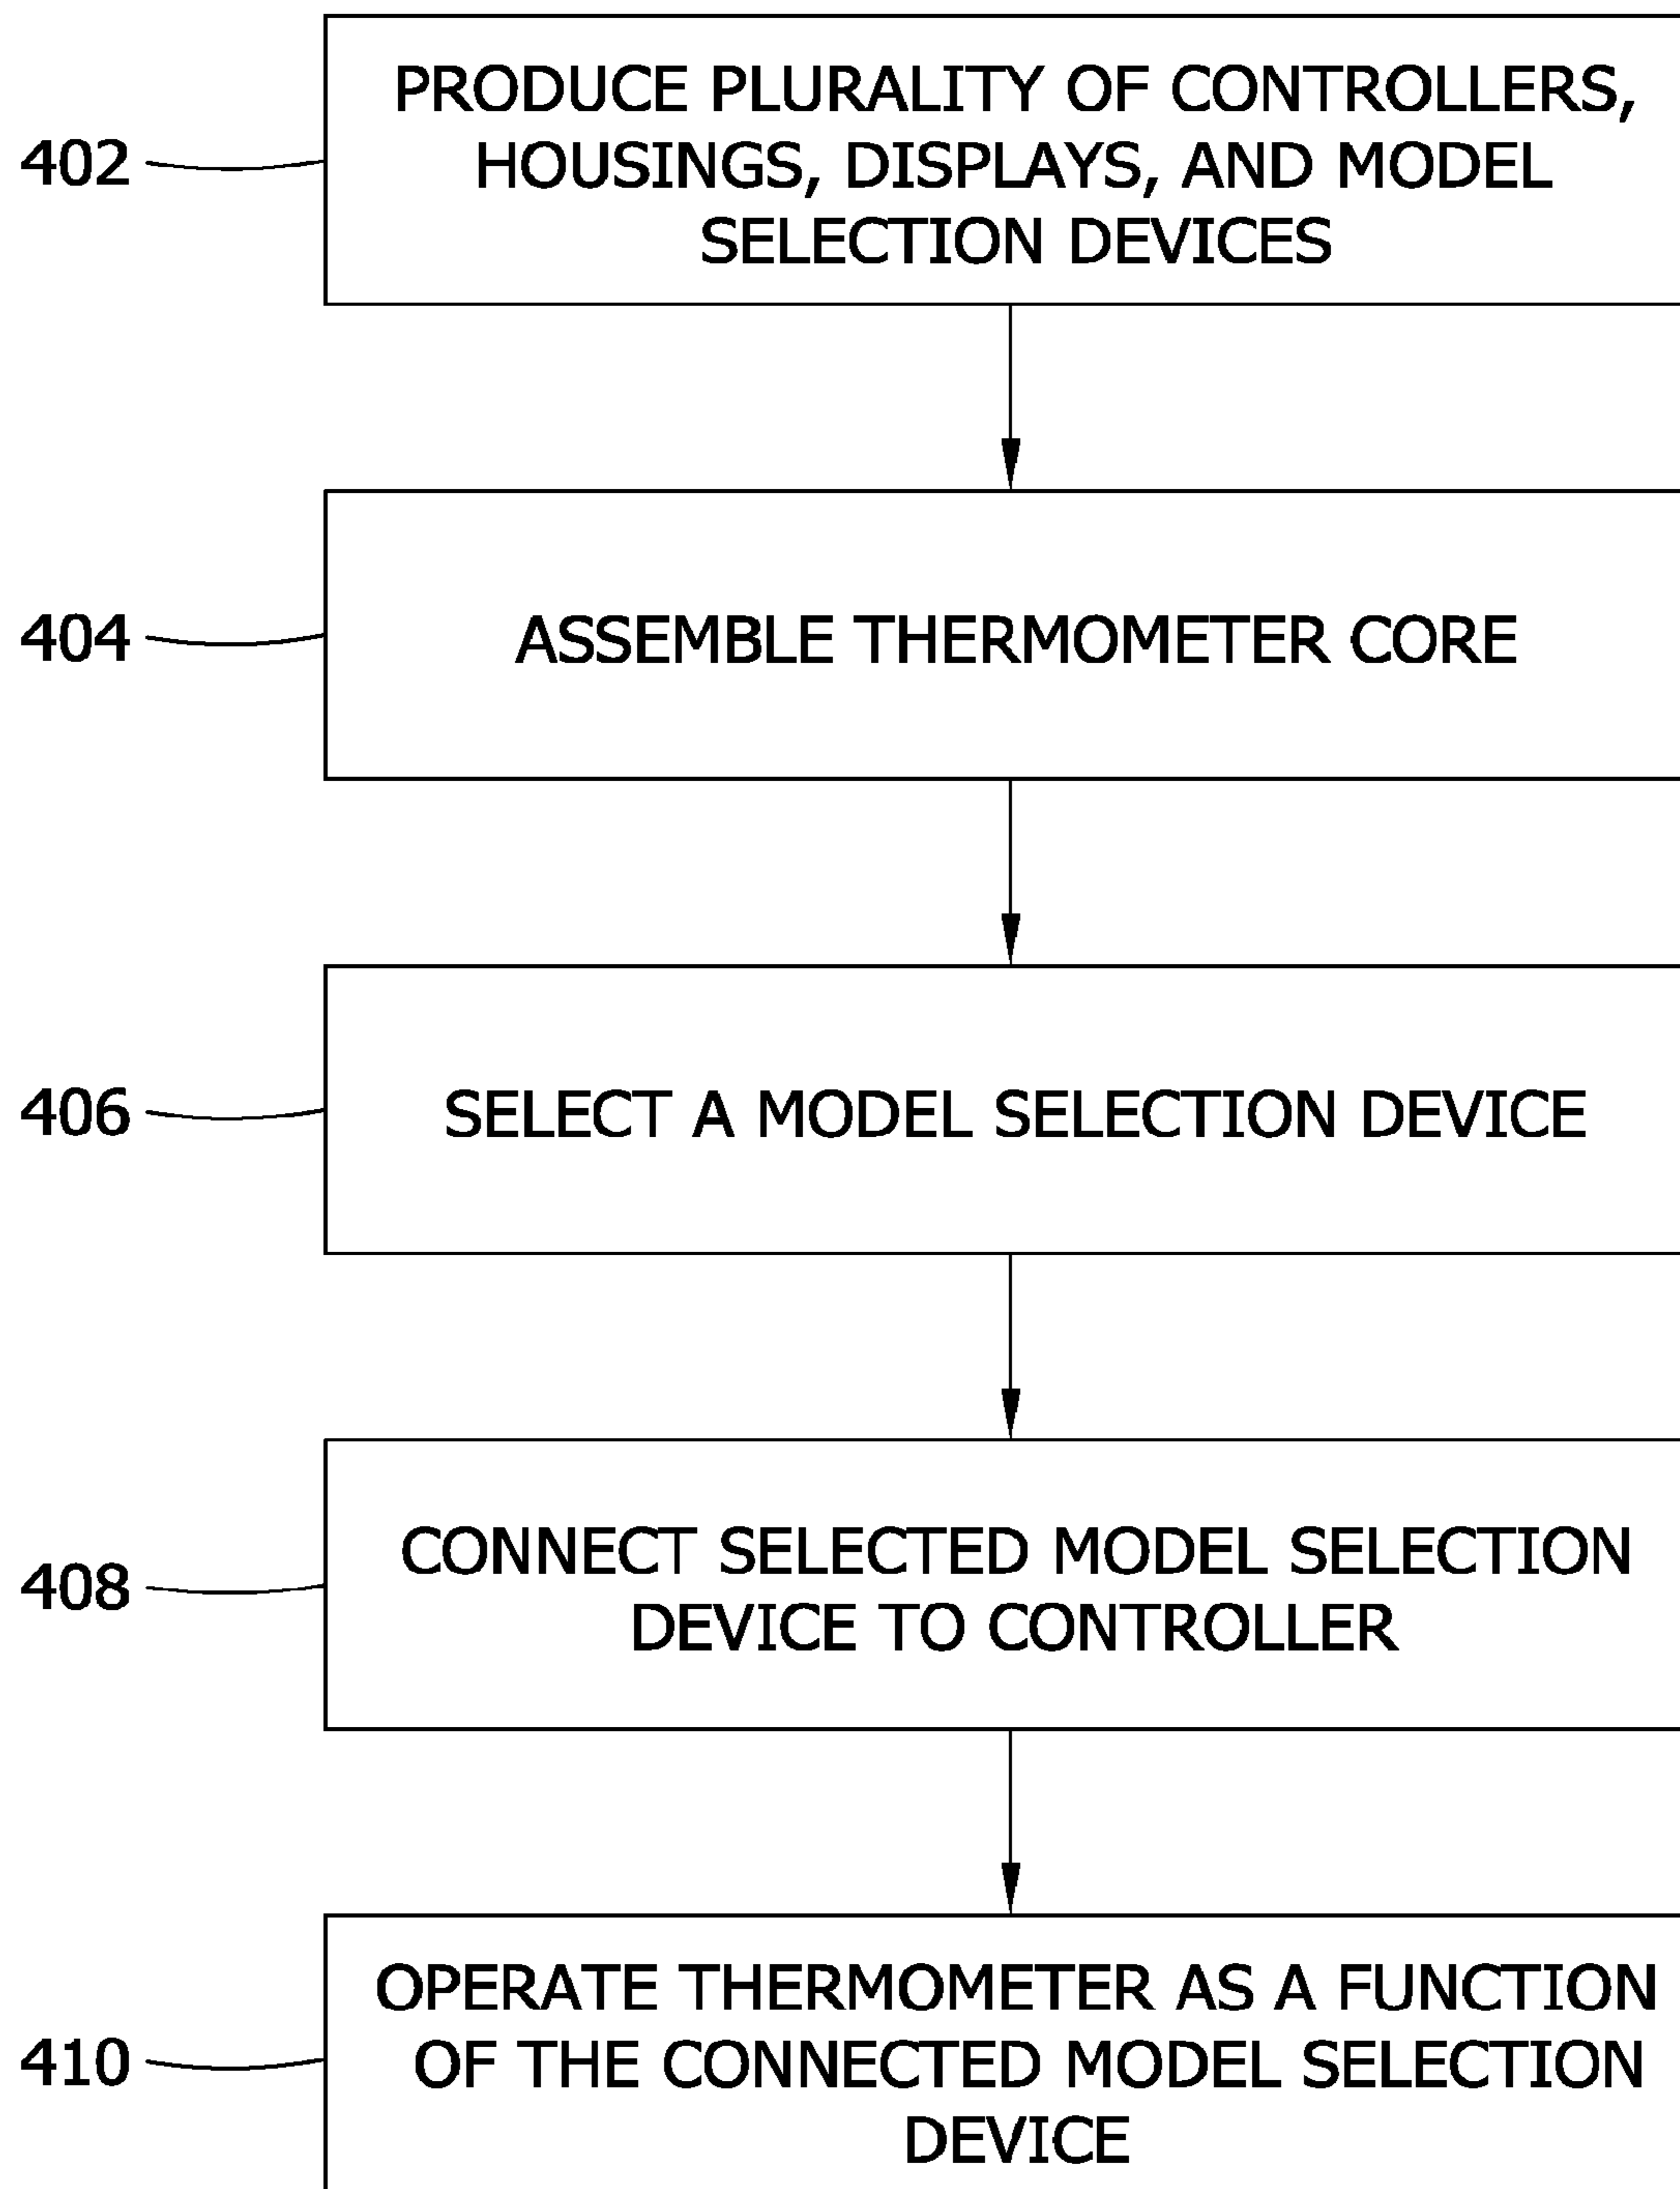 402
PRODUCE PLURALITY OF CONTROLLERS,
HOUSINGS, DISPLAYS, AND MODEL
SELECTION DEVICES
404
ASSEMBLE THERMOMETER CORE
406
SELECT A MODEL SELECTION DEVICE
408
CONNECT SELECTED MODEL SELECTION
DEVICE TO CONTROLLER
410
OPERATE THERMOMETER AS A FUNCTION
OF THE CONNECTED MODEL SELECTION
DEVICE